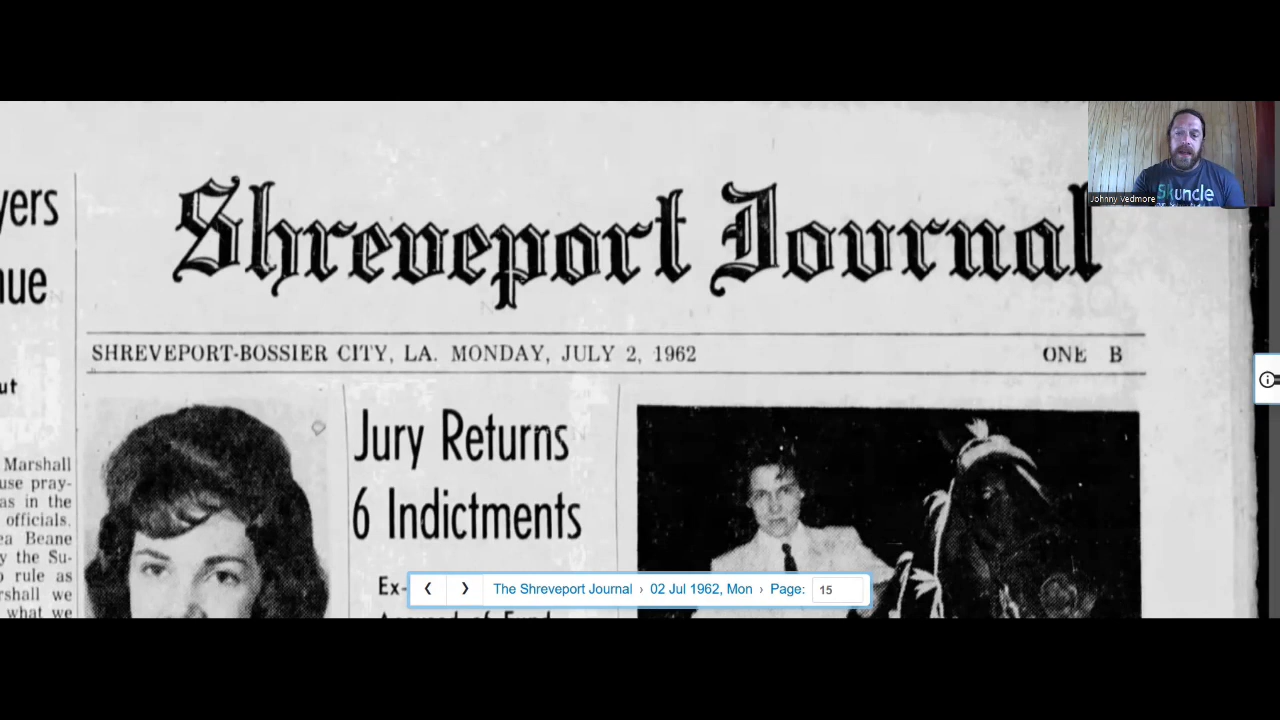 yers
nue
Shreveport Journal
SHREVEPORT-BOSSIER CITY, LA. MONDAY, JULY 2, 1962 ONE B
ut
Marshall
use pray-
as in the
officials.
ea Beane
y the Su-
o rule as
rshall we
what we
Jury Returns
6 Indictments
Ex-
The Shreveport Journal › 02 Jul 1962, Mon › Page: 15
Johnny Vedmore
Skuncle